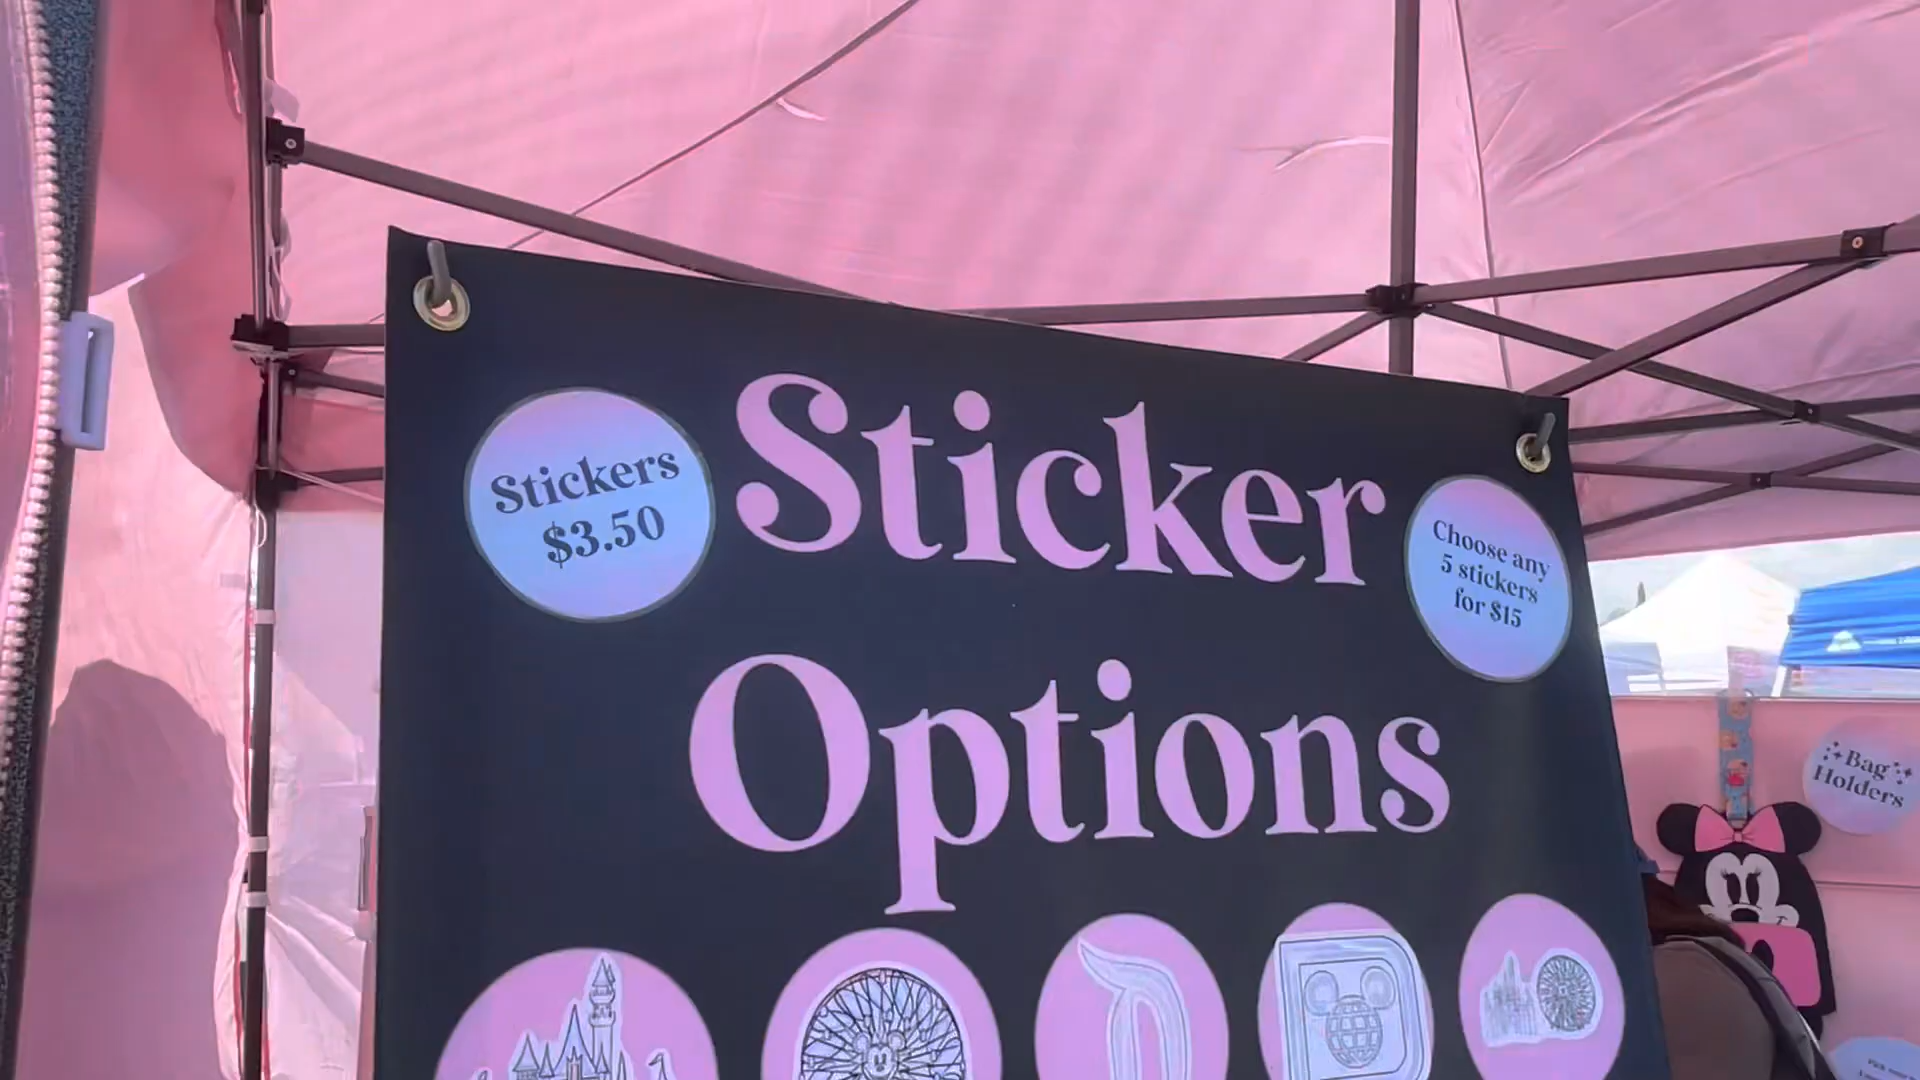 Stickers
$3.50
Sticker
Options
Choose any
5 stickers
for $15
Bag
Holders